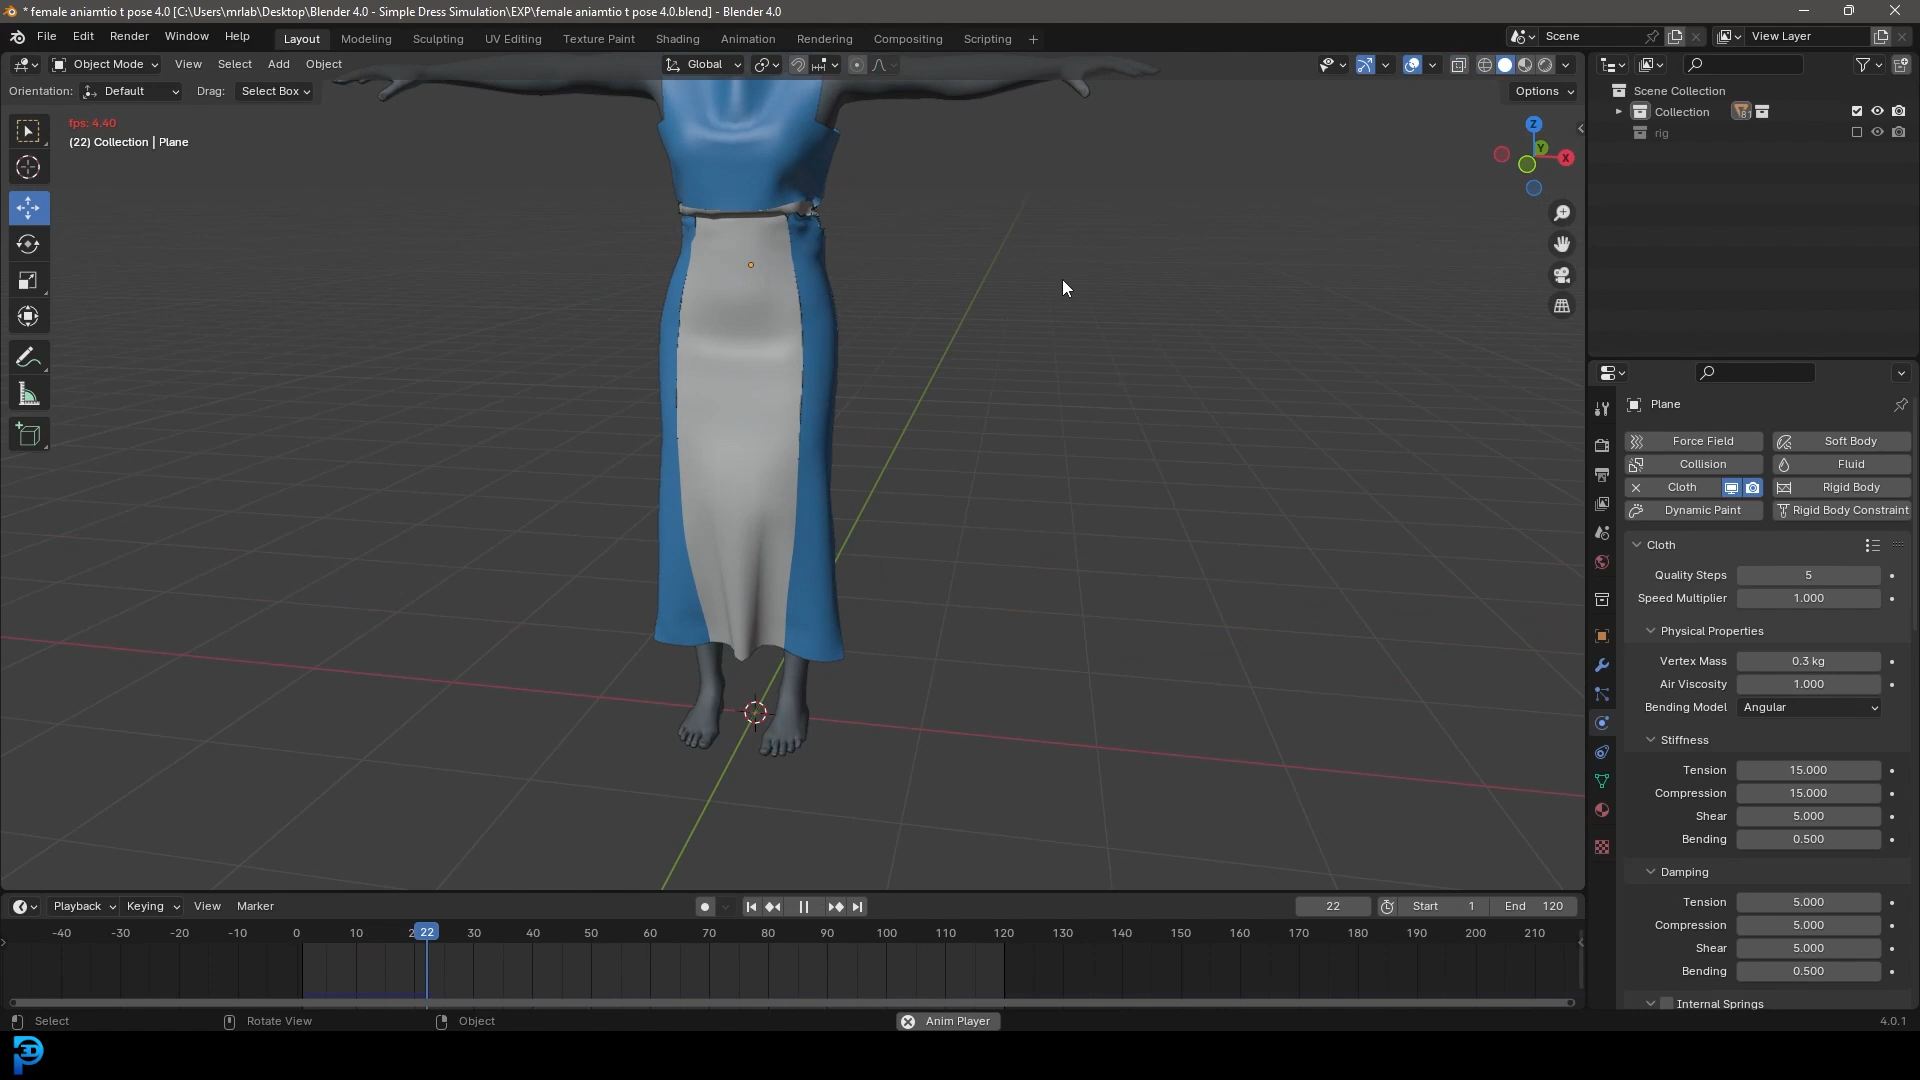 * female aniamtio t pose 4.0 [C:\Users\mrlab\Desktop\Blender 4.0 - Simple Dress Simulation\EXP\female aniamtio t pose 4.0.blend] - Blender 4.0
File Edit Render Window Help Layout Modeling Sculpting UV Editing Texture Paint Shading Animation Rendering Compositing Scripting + Scene View Layer
Object Mode View Select Add Object Global
Orientation: Default Drag: Select Box Options
fps: 4.40
(22) Collection | Plane
Z
Y
X
Scene Collection
Collection 81
rig
Plane
Force Field Soft Body
Collision Fluid
Cloth Rigid Body
Dynamic Paint Rigid Body Constraint
Cloth
Quality Steps 5
Speed Multiplier 1.000
Physical Properties
Vertex Mass 0.3 kg
Air Viscosity 1.000
Bending Model Angular
Stiffness
Tension 15.000
Compression 15.000
Shear 5.000
Bending 0.500
Damping
Tension 5.000
Compression 5.000
Shear 5.000
Bending 0.500
Internal Springs
Playback Keying View Marker 22 Start 1 End 120
-40 -30 -20 -10 0 10 2 22 30 40 50 60 70 80 90 100 110 120 130 140 150 160 170 180 190 200 210
Select Rotate View Object Anim Player 4.0.1